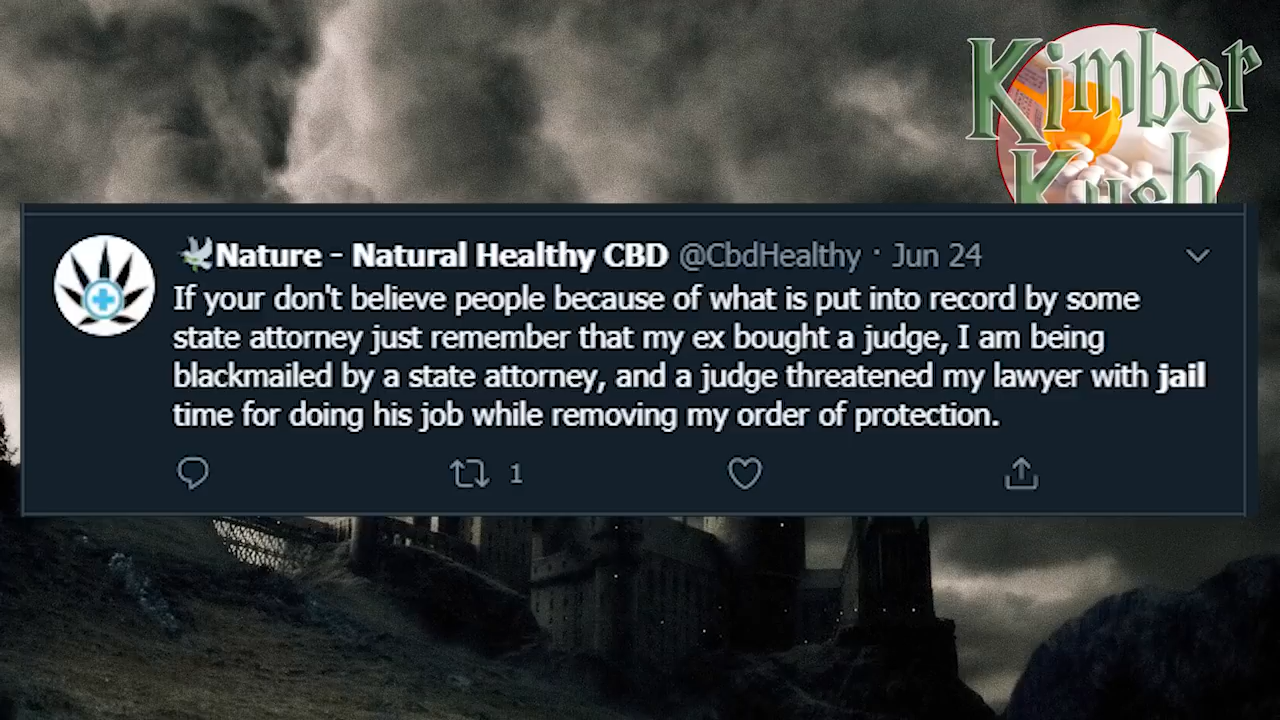 Kimber
Kush
Nature - Natural Healthy CBD @CbdHealthy · Jun 24
If your don't believe people because of what is put into record by some
state attorney just remember that my ex bought a judge, I am being
blackmailed by a state attorney, and a judge threatened my lawyer with jail
time for doing his job while removing my order of protection.
1